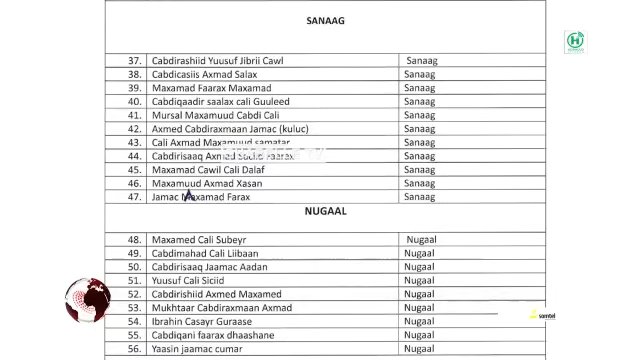 SANAAG
37. Cabdirashiid Yuusuf Jibrii Cawl Sanaag
38. Cabdicasiis Axmad Salax Sanaag
39. Maxamad Faarax Maxamad Sanaag
40. Cabdiqaadir saalax cali Guuleed Sanaag
41. Mursal Maxamuud Cabdi Cali Sanaag
42. Axmed Cabdiraxmaan Jamac (kuluc) Sanaag
43. Cali Axmad Maxamuud samatar Sanaag
44. Cabdirisaaq Axmad Faarax Sanaag
45. Maxamad Cawil Cali Dalaf Sanaag
46. Maxamuud Axmad Xasan Sanaag
47. Jamac Maxamad Farax Sanaag
NUGAAL
48. Maxamed Cali Subeyr Nugaal
49. Cabdimahad Cali Liibaan Nugaal
50. Cabdirisaaq Jaamac Aadan Nugaal
51. Yuusuf Cali Siciid Nugaal
52. Cabdirishiid Axmed Maxamed Nugaal
53. Mukhtaar Cabdiraxmaan Axmad Nugaal
54. Ibrahin Casayr Guraase Nugaal
somtel
55. Cabdiqani faarax dhaashane Nugaal
56. Yaasin jaamac cumar Nugaal